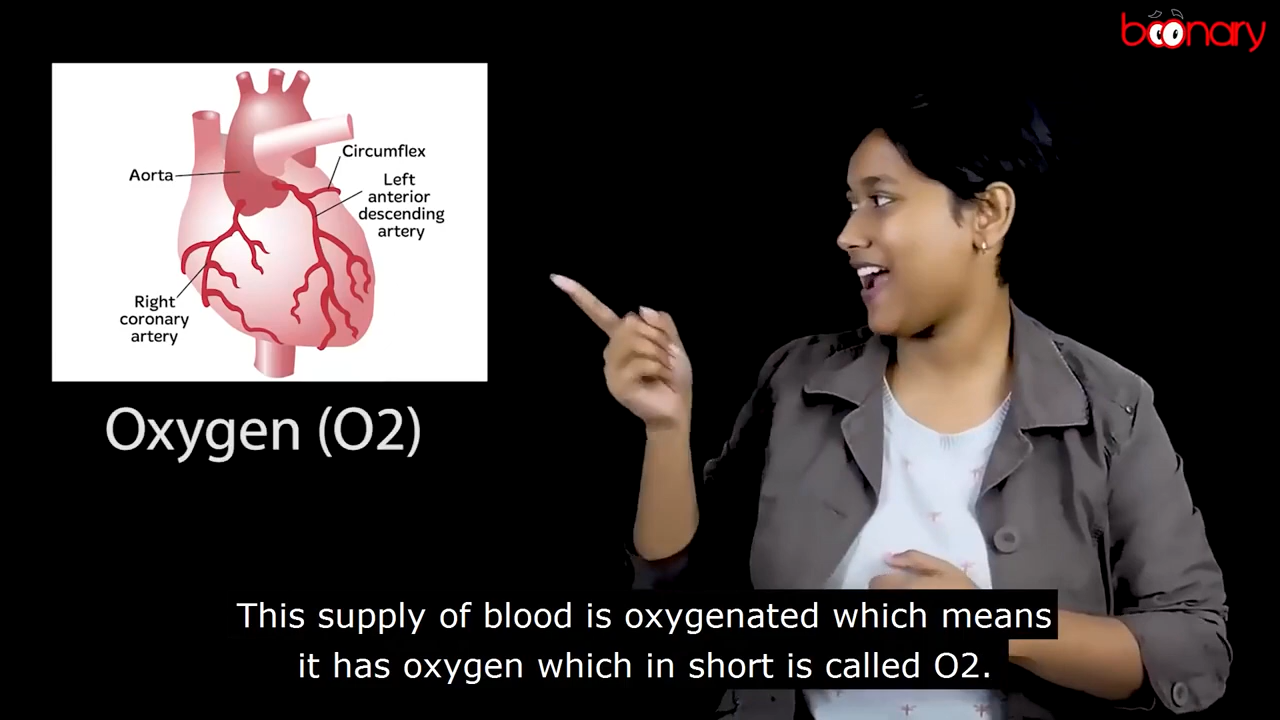 boonary
Circumflex
Aorta
Left
anterior
descending
artery
Right
coronary
artery
Oxygen (O2)
This supply of blood is oxygenated which means
it has oxygen which in short is called O2.